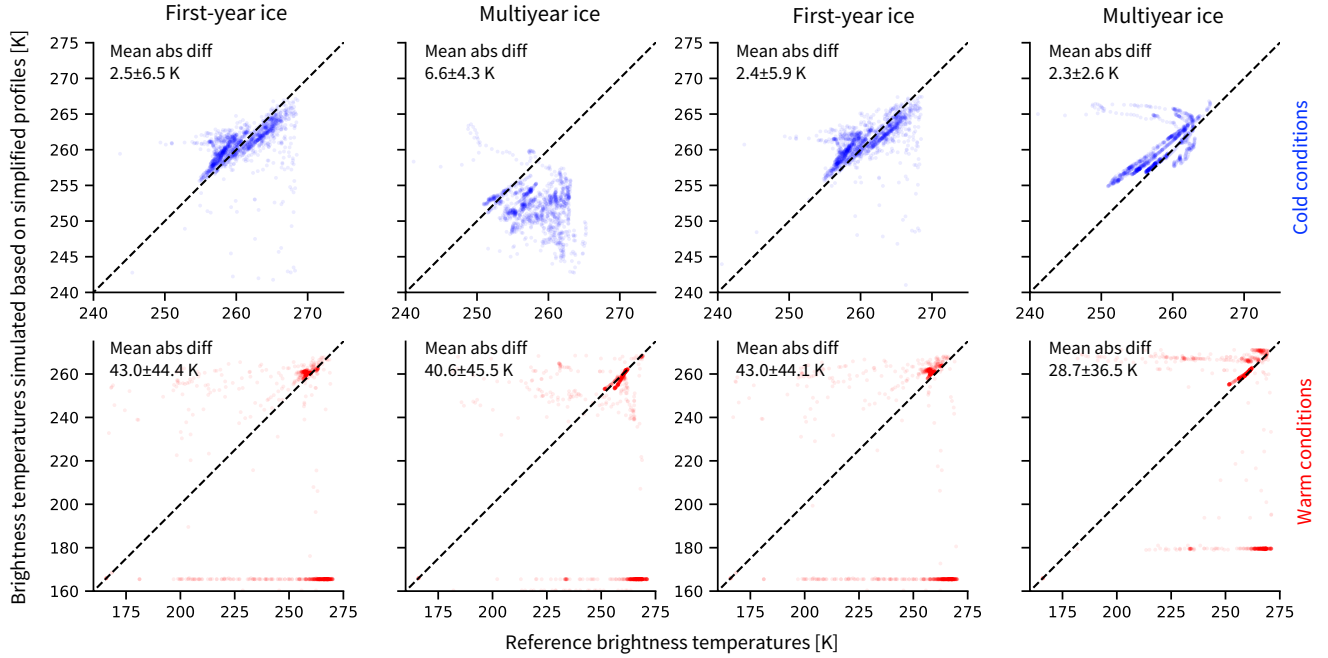 First-year ice
Multiyear ice
First-year ice
Multiyear ice
Brightness temperatures simulated based on simplified profiles [K]
275
270
265
260
255
250
245
240
Mean abs diff
2.5±6.5 K
Mean abs diff
6.6±4.3 K
Mean abs diff
2.4±5.9 K
Mean abs diff
2.3±2.6 K
Cold conditions
240 250 260 270
240 250 260 270
240 250 260 270
240 250 260 270
260
240
220
200
180
160
Mean abs diff
43.0±44.4 K
Mean abs diff
40.6±45.5 K
Mean abs diff
43.0±44.1 K
Mean abs diff
28.7±36.5 K
Warm conditions
175 200 225 250 275
175 200 225 250 275
175 200 225 250 275
175 200 225 250 275
Reference brightness temperatures [K]